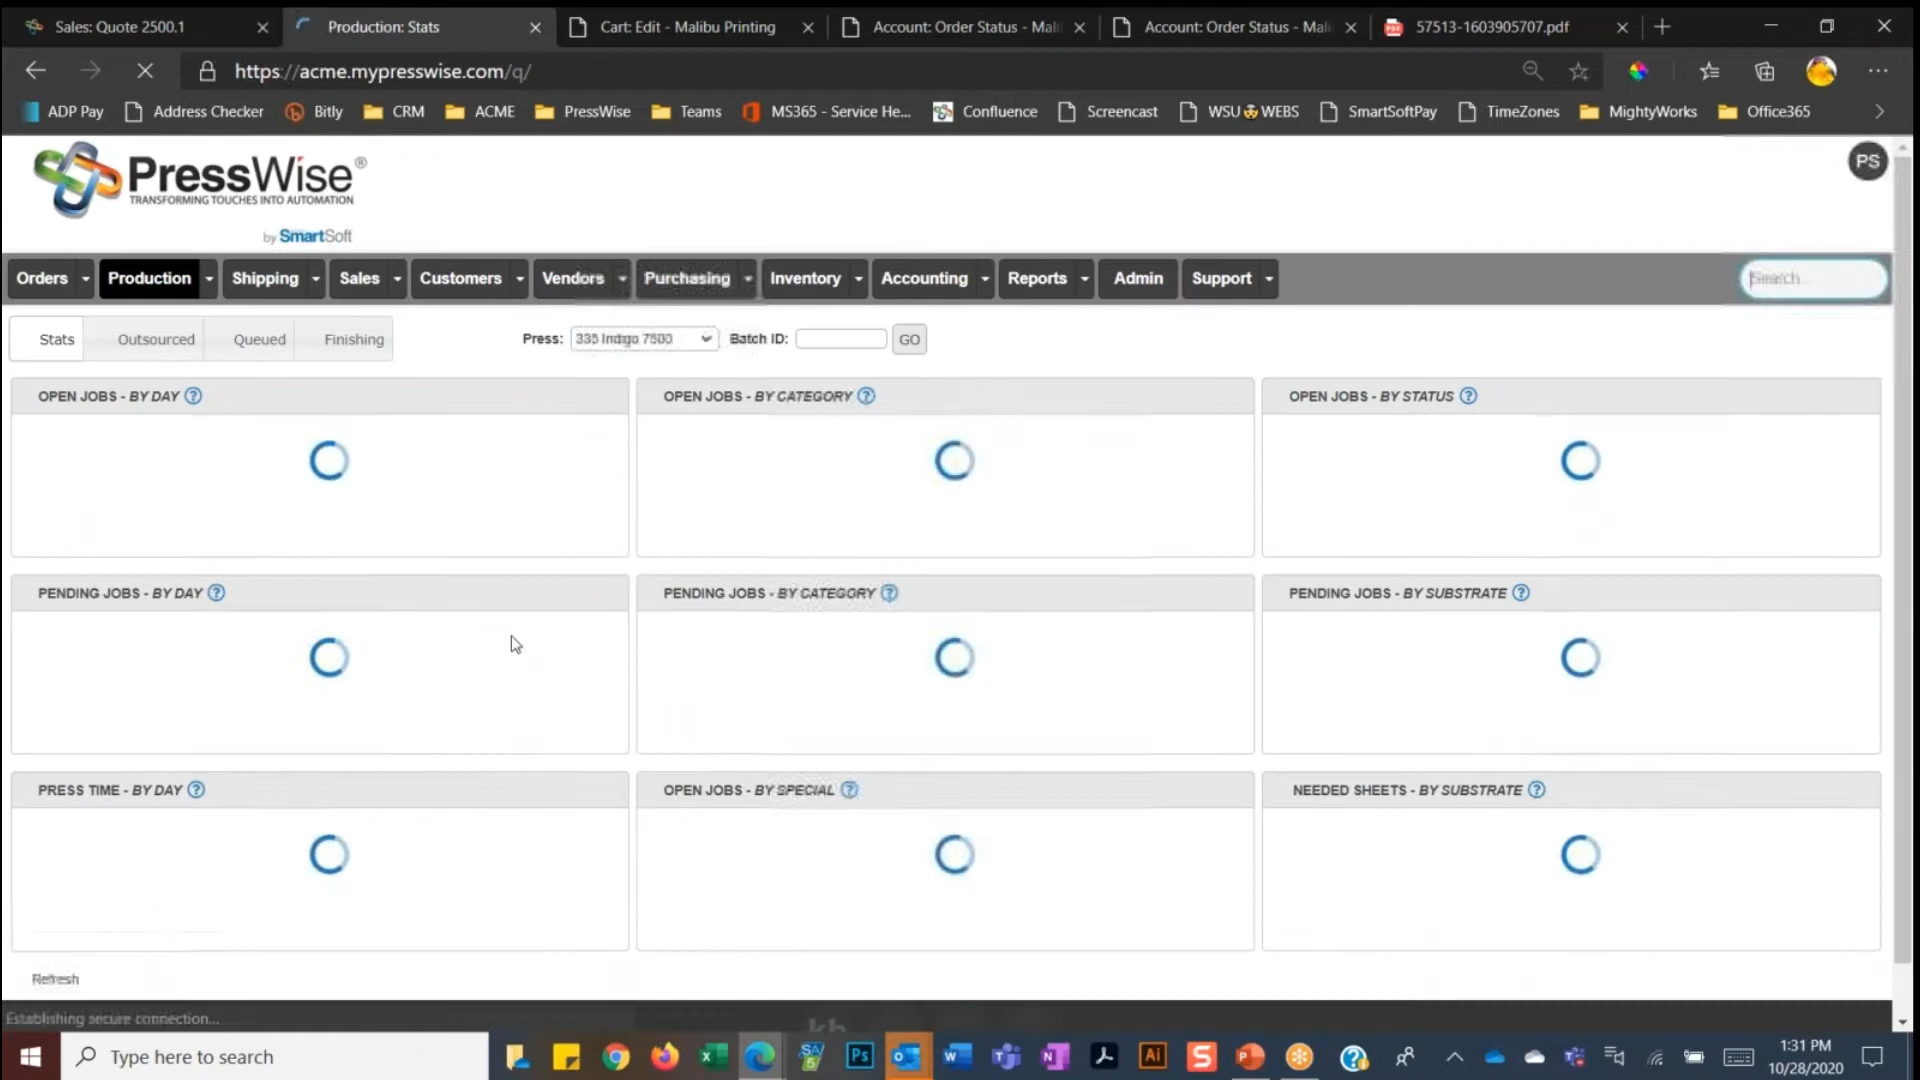 Sales: Quote 2500.1
Production: Stats
Cart: Edit - Malibu Printing
Account: Order Status - Mali
Account: Order Status - Mali
57513-1603905707.pdf
https://acme.mypresswise.com/q/
ADP Pay
Address Checker
Bitly
CRM
ACME
PressWise
Teams
MS365 - Service He...
Confluence
Screencast
WSU WEBS
SmartSoftPay
TimeZones
MightyWorks
Office365
PressWise®
TRANSFORMING TOUCHES INTO AUTOMATION
by SmartSoft
PS
Orders
Production
Shipping
Sales
Customers
Vendors
Purchasing
Inventory
Accounting
Reports
Admin
Support
Search...
Stats
Outsourced
Queued
Finishing
Press:
335 Indigo 7500
Batch ID:
GO
OPEN JOBS - BY DAY
OPEN JOBS - BY CATEGORY
OPEN JOBS - BY STATUS
PENDING JOBS - BY DAY
PENDING JOBS - BY CATEGORY
PENDING JOBS - BY SUBSTRATE
PRESS TIME - BY DAY
OPEN JOBS - BY SPECIAL
NEEDED SHEETS - BY SUBSTRATE
Refresh
Establishing secure connection...
Type here to search
1:31 PM
10/28/2020